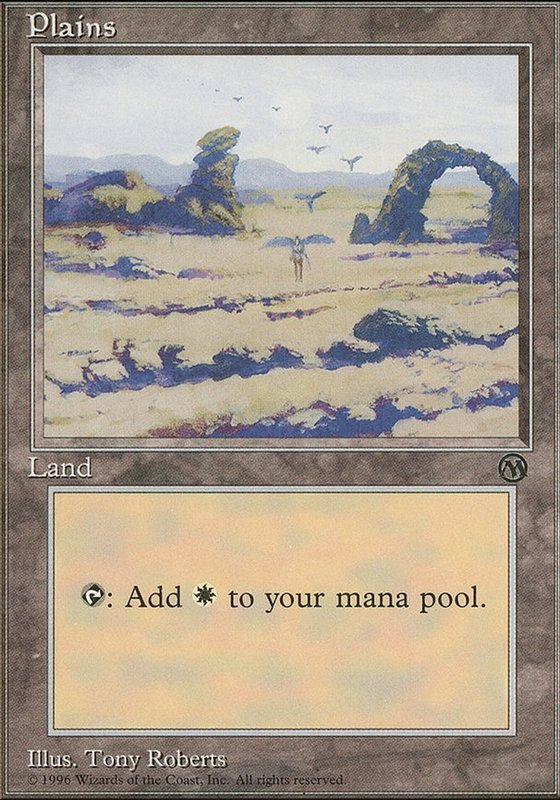 Plains
Land
: Add to your mana pool.
Illus. Tony Roberts
© 1996 Wizards of the Coast, Inc. All rights reserved.